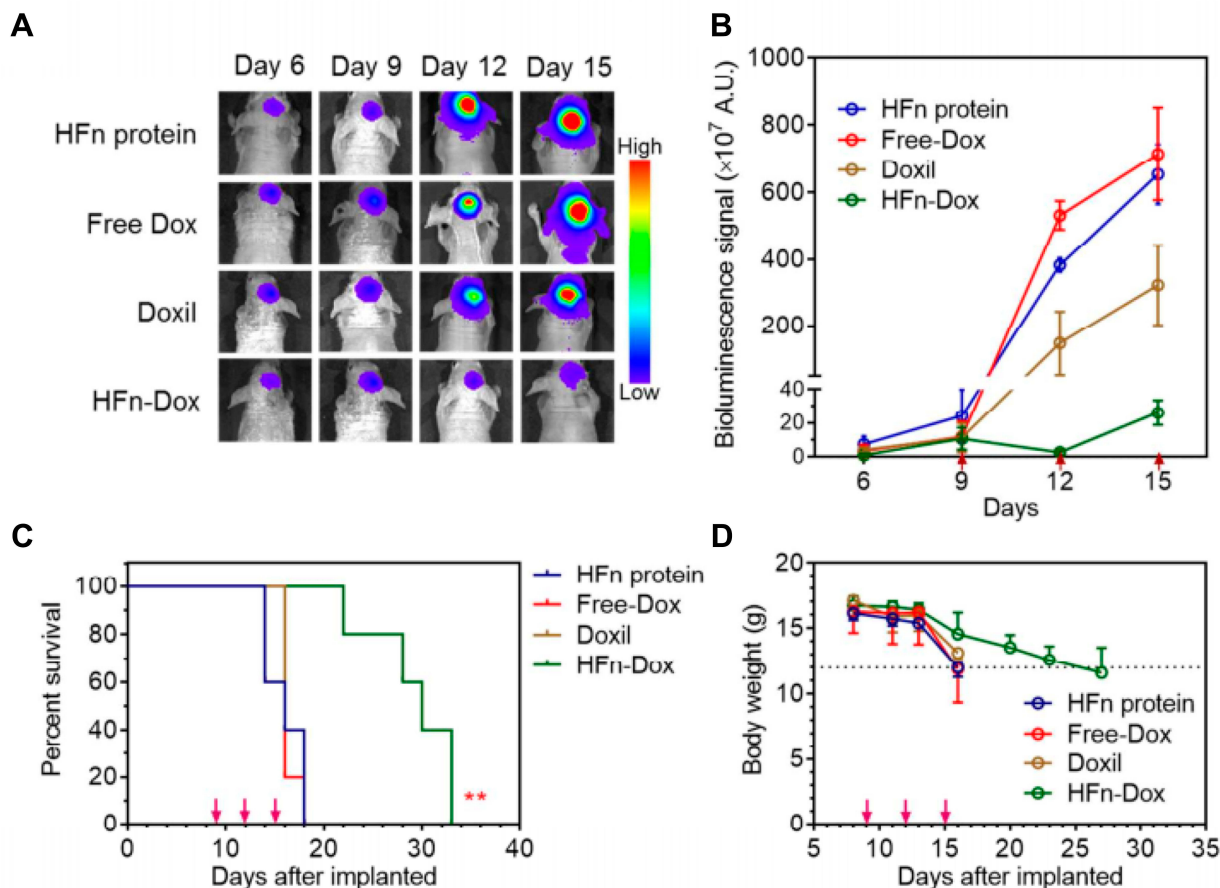 A
Day 6 Day 9 Day 12 Day 15
HFn protein
Free Dox
Doxil
HFn-Dox
High
Low
B
Bioluminescence signal (×10⁷ A.U.)
1000
800
600
400
200
40
20
0
HFn protein
Free-Dox
Doxil
HFn-Dox
6 9 12 15
Days
C
Percent survival
100
80
60
40
20
0
HFn protein
Free-Dox
Doxil
HFn-Dox
**
0 10 20 30 40
Days after implanted
D
Body weight (g)
20
15
10
5
0
HFn protein
Free-Dox
Doxil
HFn-Dox
5 10 15 20 25 30 35
Days after implanted